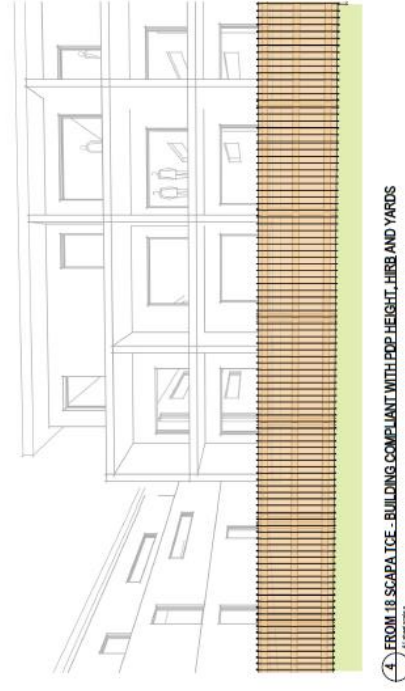 4 FROM 18 SCAPA TCE - BUILDING COMPLIANT WITH PDP HEIGHT, HIRB AND YARDS